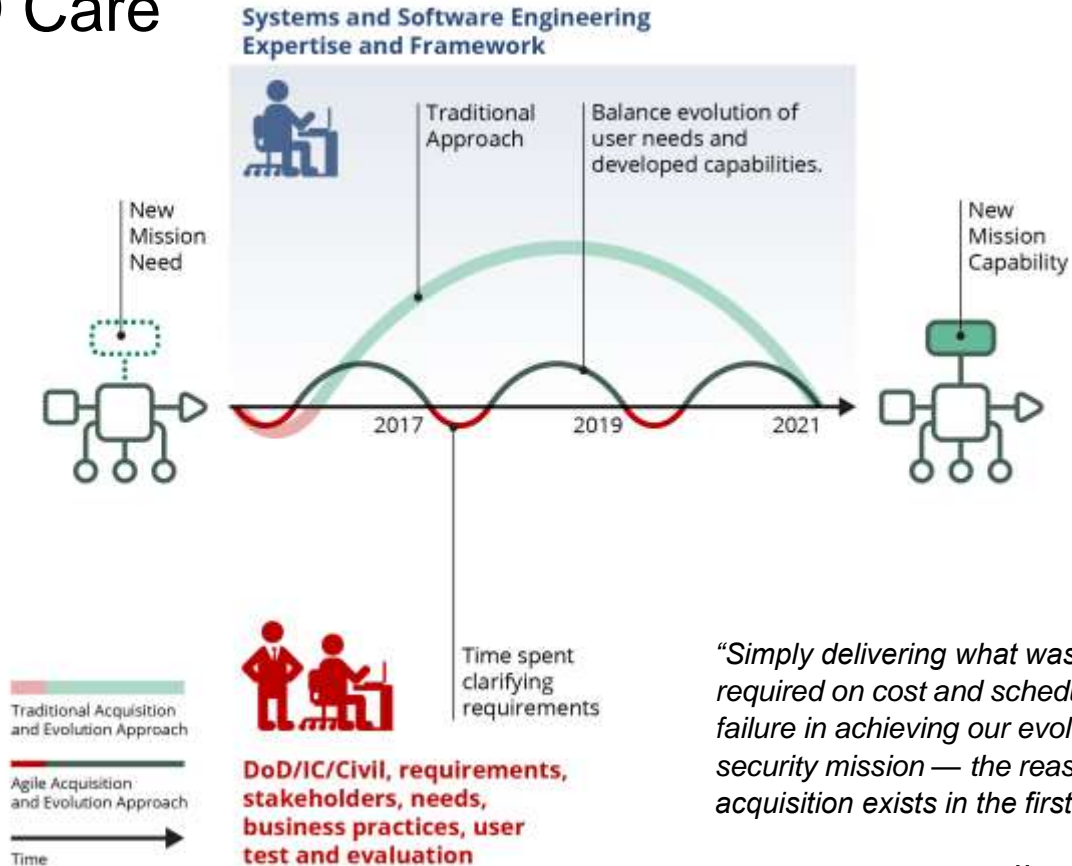 Care
Systems and Software Engineering
Expertise and Framework
Traditional
Approach
Balance evolution of
user needs and
developed capabilities.
New
Mission
Need
New
Mission
Capability
2017
2019
2021
Time spent
clarifying
requirements
Traditional Acquisition
and Evolution Approach
Agile Acquisition
and Evolution Approach
Time
DoD/IC/Civil, requirements,
stakeholders, needs,
business practices, user
test and evaluation
“Simply delivering what was
required on cost and
failure in achieving our
security mission — the
acquisition exists in the first